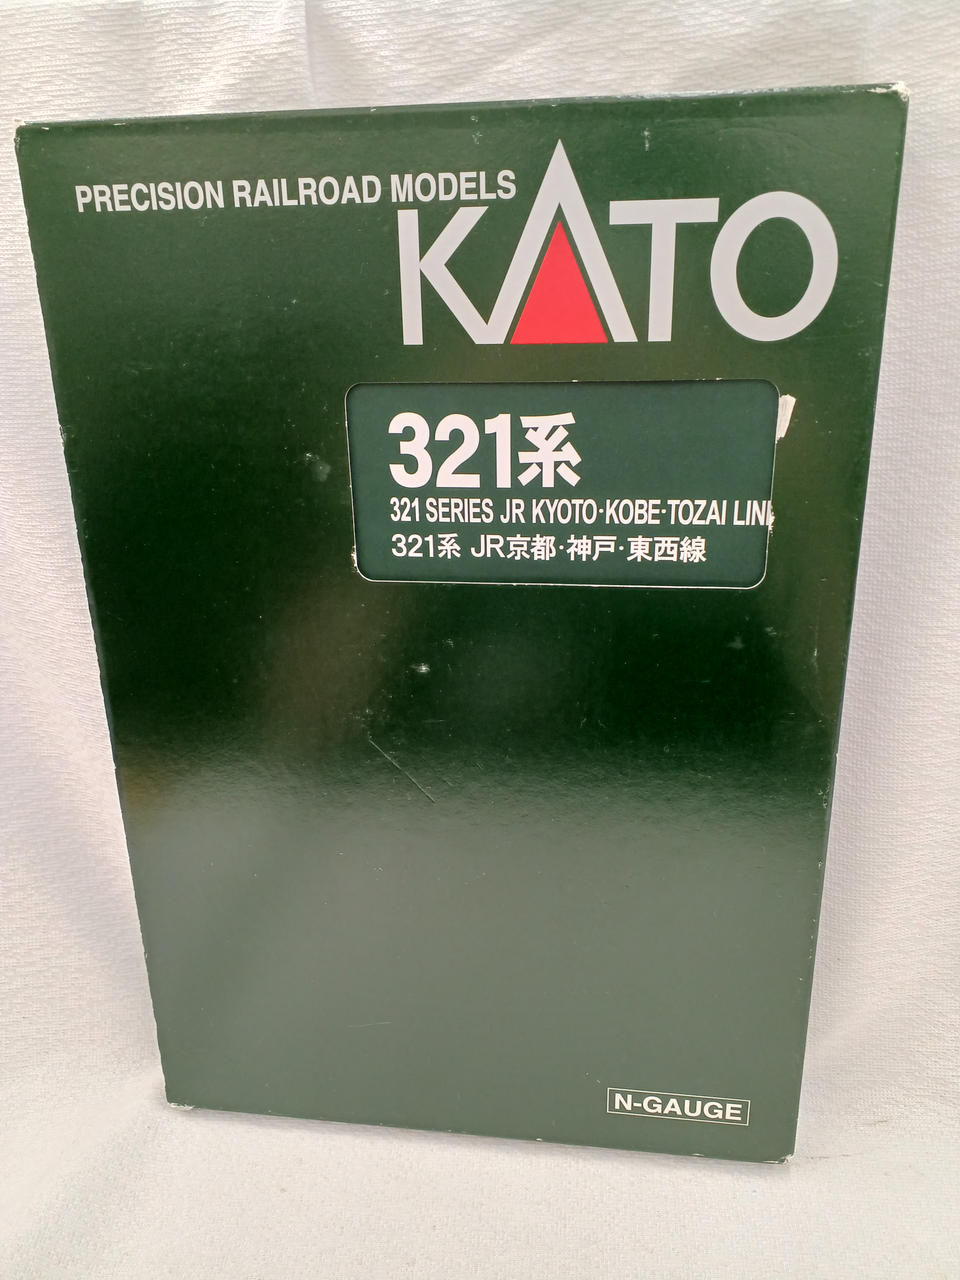 PRECISION RAILROAD MODELS
KATO
321系
321 SERIES JR KYOTO·KOBE·TOZAI LINE
321系 JR京都·神戸·東西線
N-GAUGE